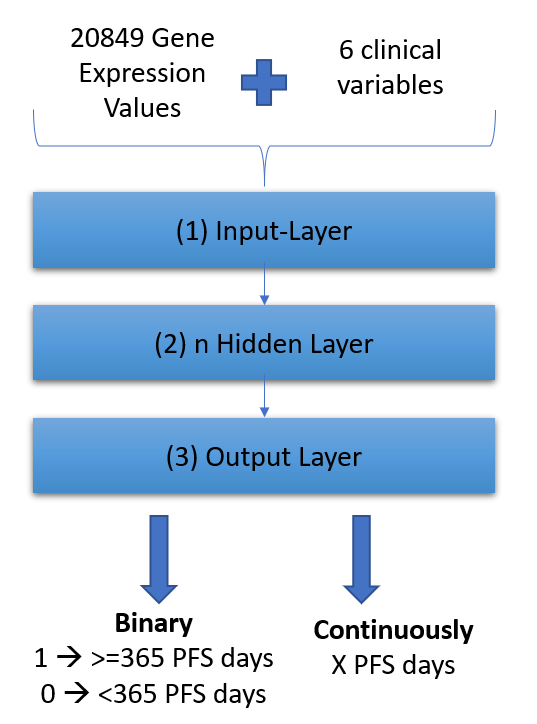 20849 Gene
Expression
Values
6 clinical
variables
(1) Input-Layer
(2) n Hidden Layer
(3) Output Layer
Binary
1 → >=365 PFS days
0 → <365 PFS days
Continuously
X PFS days